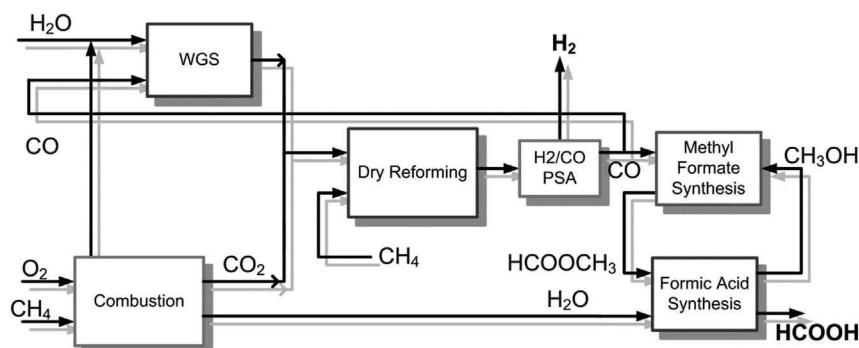 H₂O
WGS
H₂
CO
Dry Reforming
H2/CO
PSA
CO
Methyl
Formate
Synthesis
CH3OH
O₂
CH₄
Combustion
CO₂
CH₄
HCOOCH₃
H₂O
Formic Acid
Synthesis
HCOOH